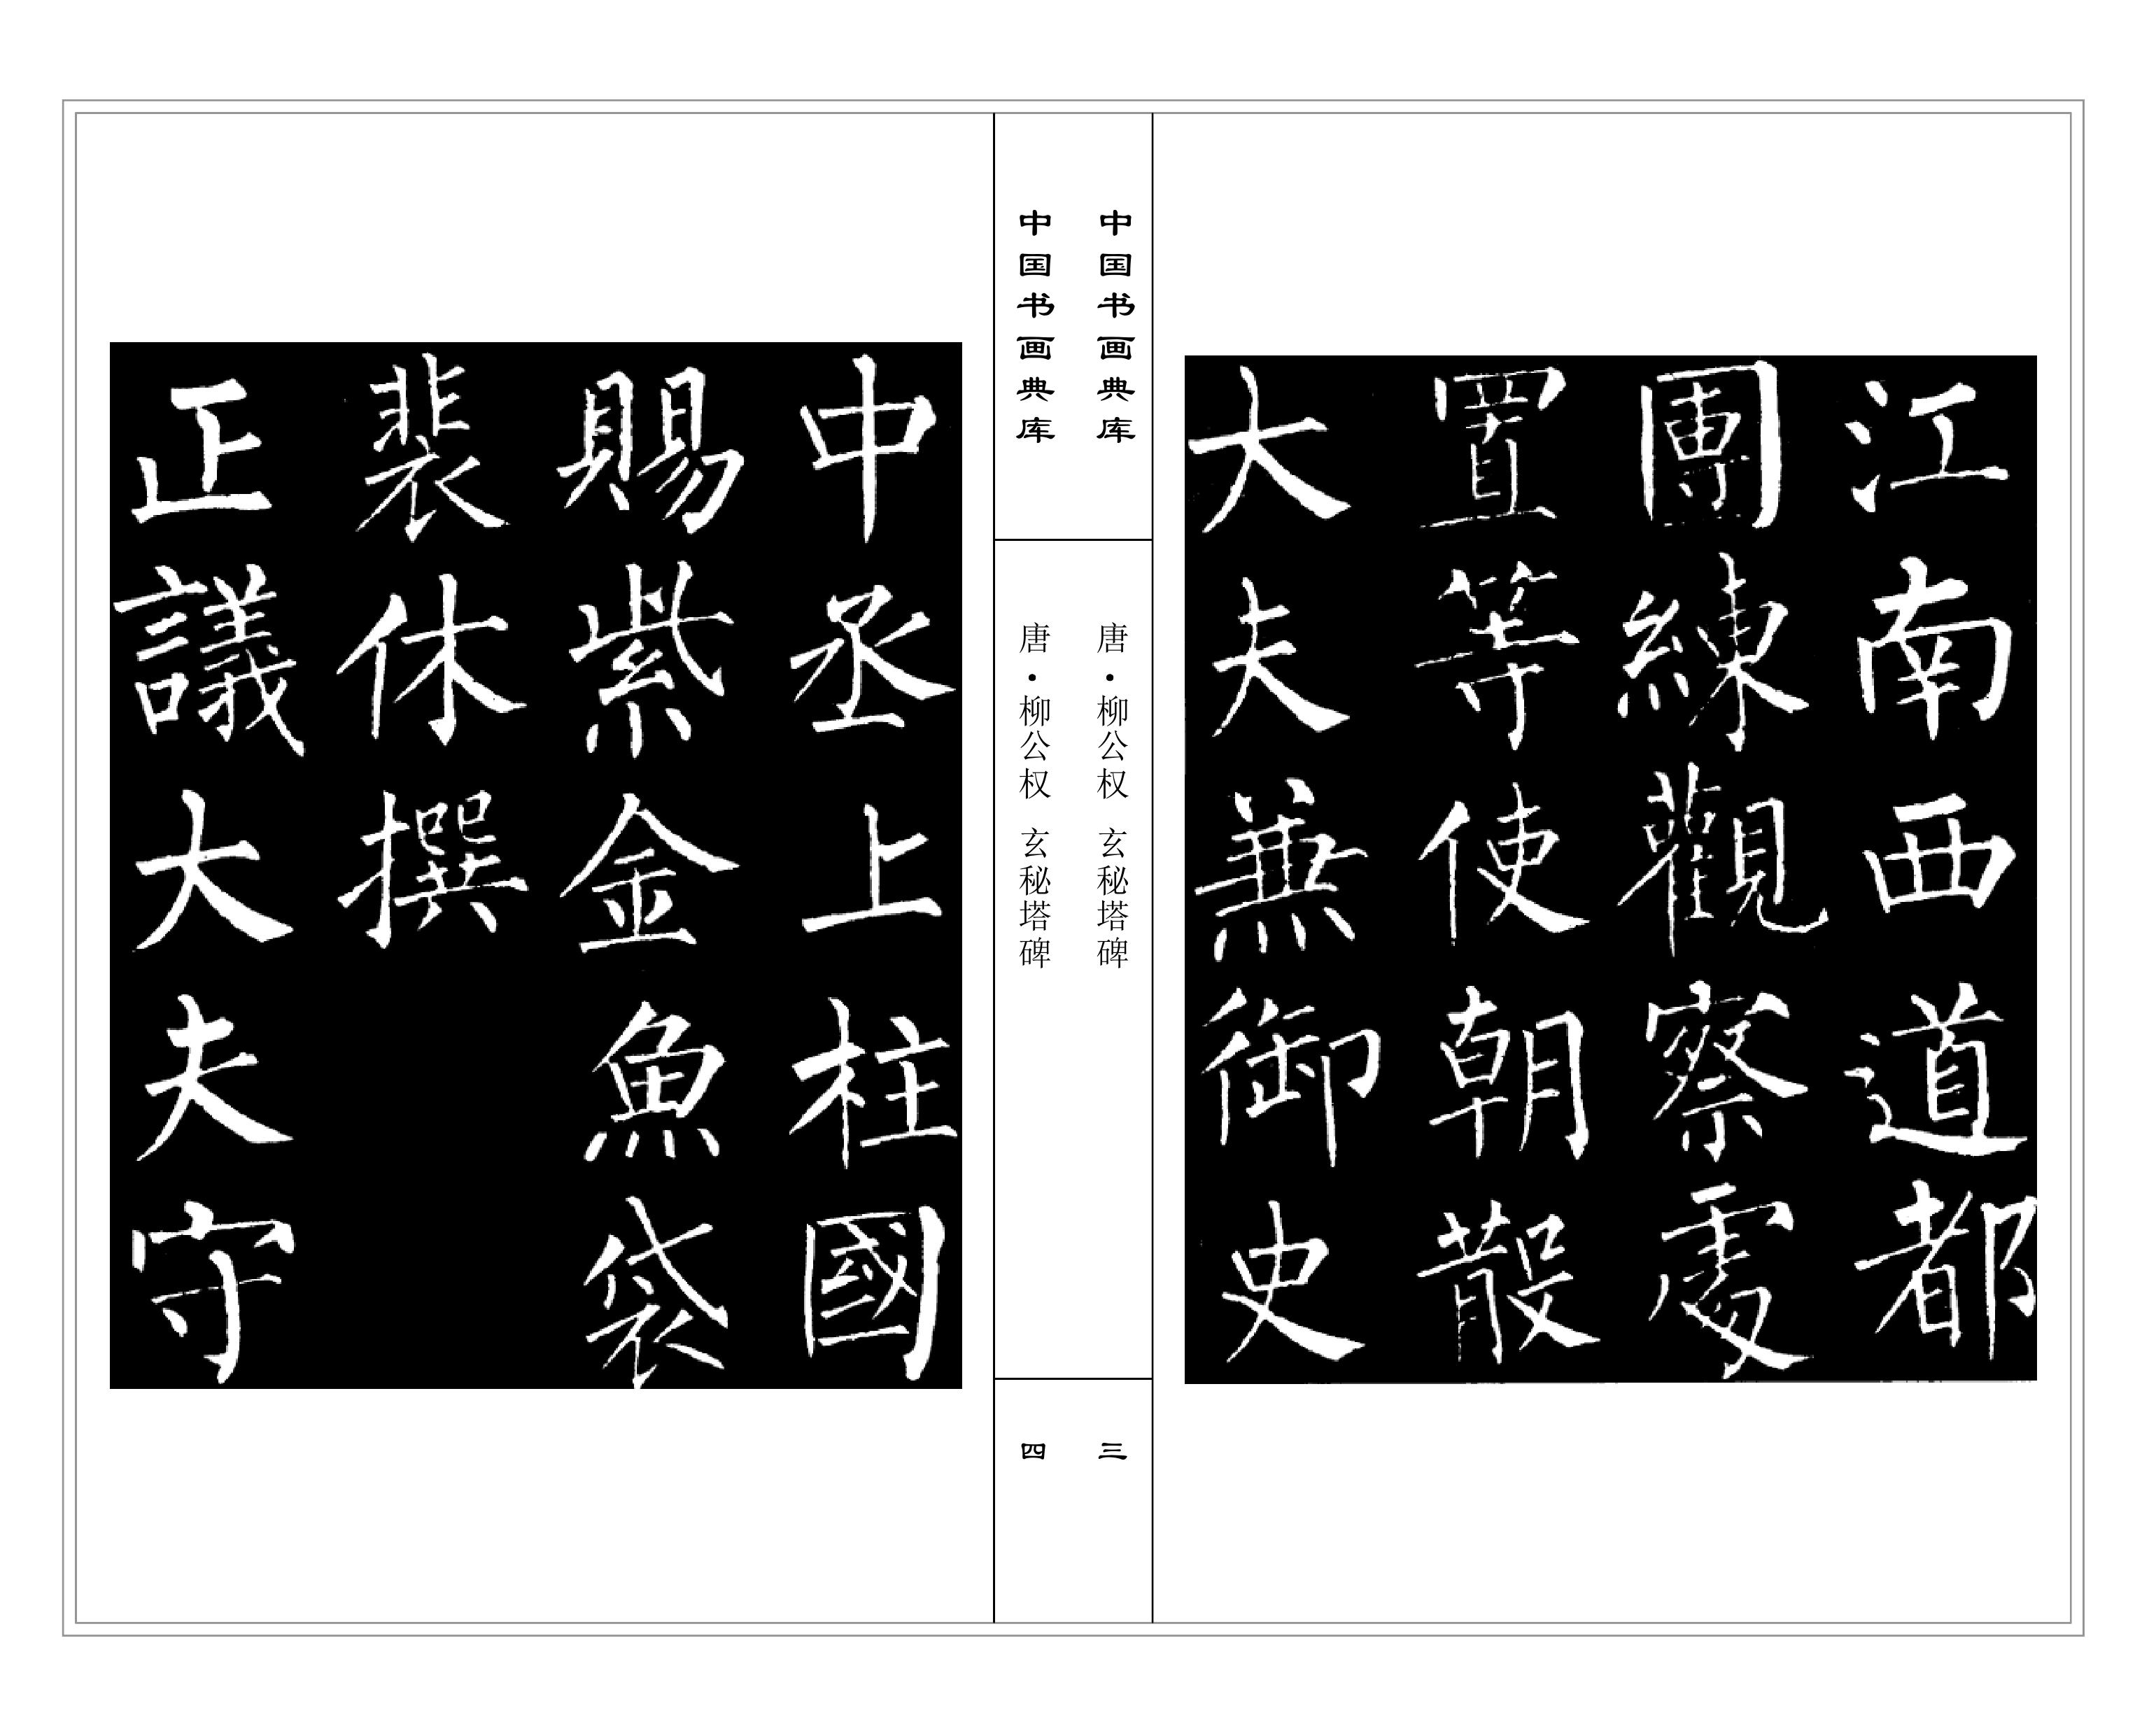 江南西道都
團練觀察處
置等使朝散
大夫兼御史
中国书画典库
唐·柳公权 玄秘塔碑
三
中国书画典库
唐·柳公权 玄秘塔碑
四
中丞上柱國
賜紫金魚袋
裴休撰
正議大夫守